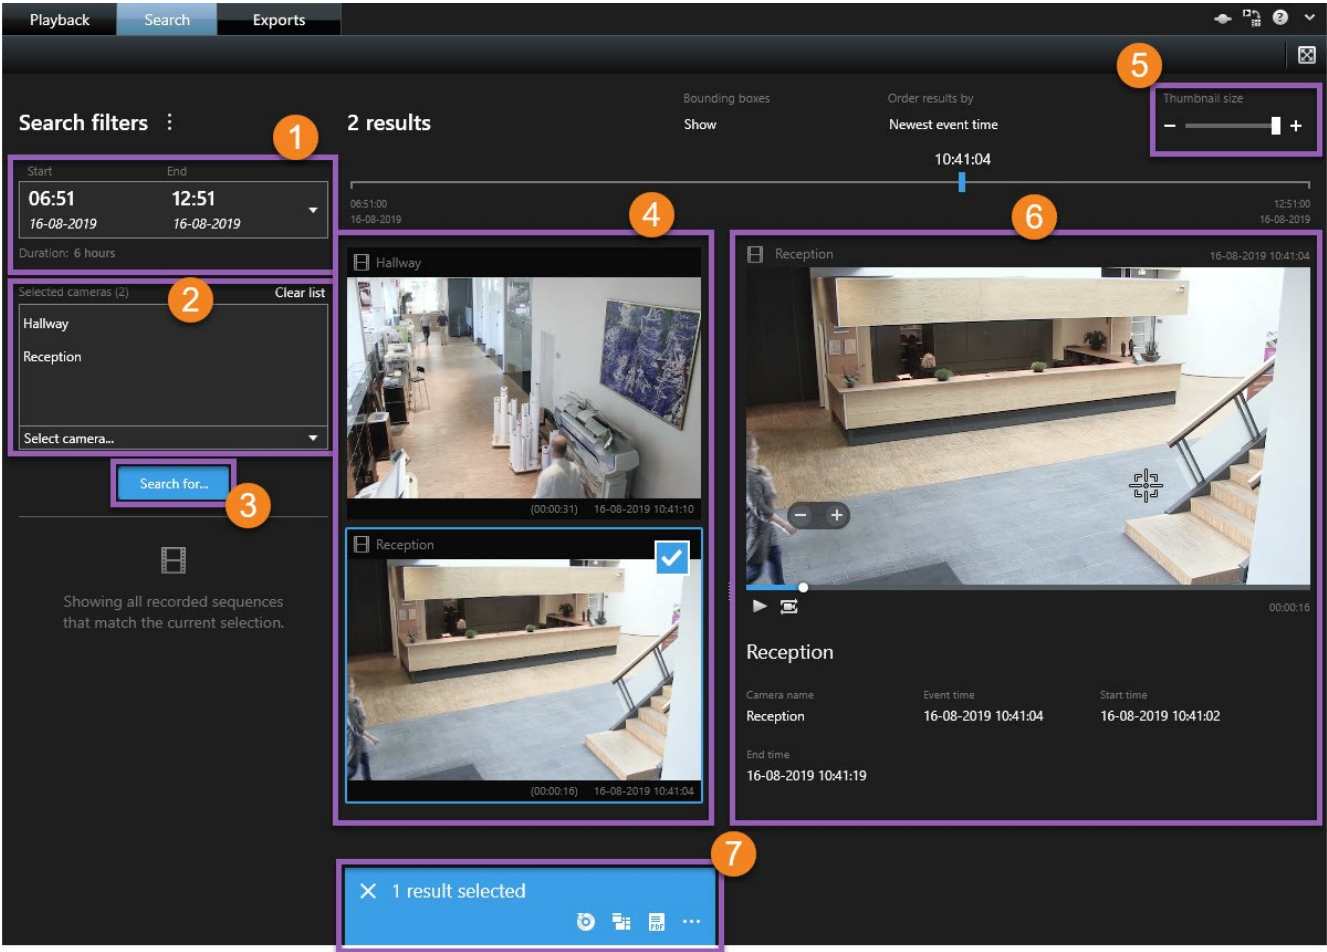 Playback Search Exports
5
Thumbnail size
Search filters
1
2 results
Bounding boxes
Show
Order results by
Newest event time
10:41:04
Start End
06:51 12:51
16-08-2019 16-08-2019
Duration: 6 hours
06:51:00
16-08-2019
12:51:00
16-08-2019
2
Selected cameras (2) Clear list
Hallway
Reception
Select camera...
Search for...
3
Showing all recorded sequences
that match the current selection.
4
Hallway
(00:00:31) 16-08-2019 10:41:10
Reception
(00:00:16) 16-08-2019 10:41:04
6
Reception 16-08-2019 10:41:04
00:00:16
Reception
Camera name Event time Start time
Reception 16-08-2019 10:41:04 16-08-2019 10:41:02
End time
16-08-2019 10:41:19
7
1 result selected
PDF